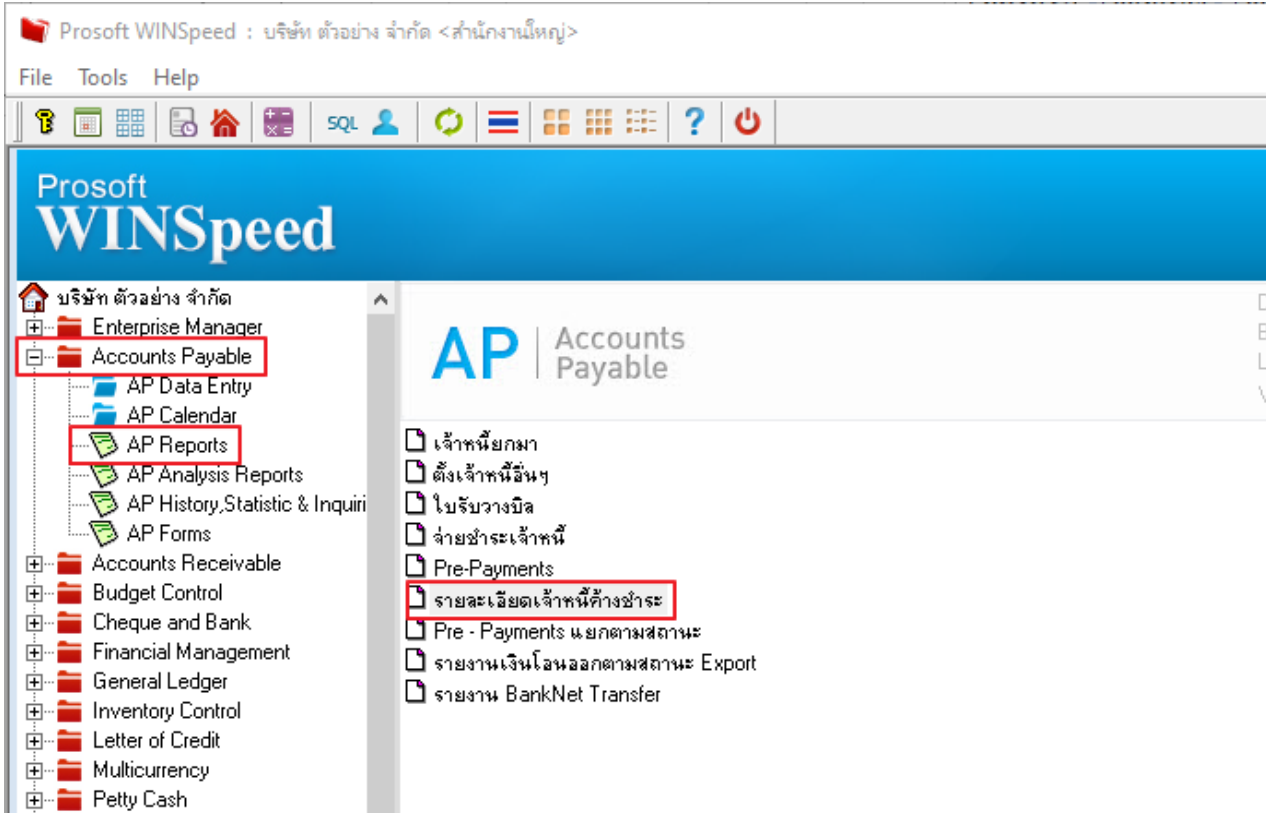 Prosoft WINSpeed : บริษัท ตัวอย่าง จำกัด <สำนักงานใหญ่>
File Tools Help
SQL
Prosoft
WINSpeed
บริษัท ตัวอย่าง จำกัด
Enterprise Manager
Accounts Payable
AP Data Entry
AP Calendar
AP Reports
AP Analysis Reports
AP History,Statistic & Inquiri
AP Forms
Accounts Receivable
Budget Control
Cheque and Bank
Financial Management
General Ledger
Inventory Control
Letter of Credit
Multicurrency
Petty Cash
AP Accounts
Payable
เจ้าหนี้ยกมา
ตั้งเจ้าหนี้อื่นๆ
ใบรับวางบิล
จ่ายชำระเจ้าหนี้
Pre-Payments
รายละเอียดเจ้าหนี้ค้างชำระ
Pre - Payments แยกตามสถานะ
รายงานเงินโอนออกตามสถานะ Export
รายงาน BankNet Transfer